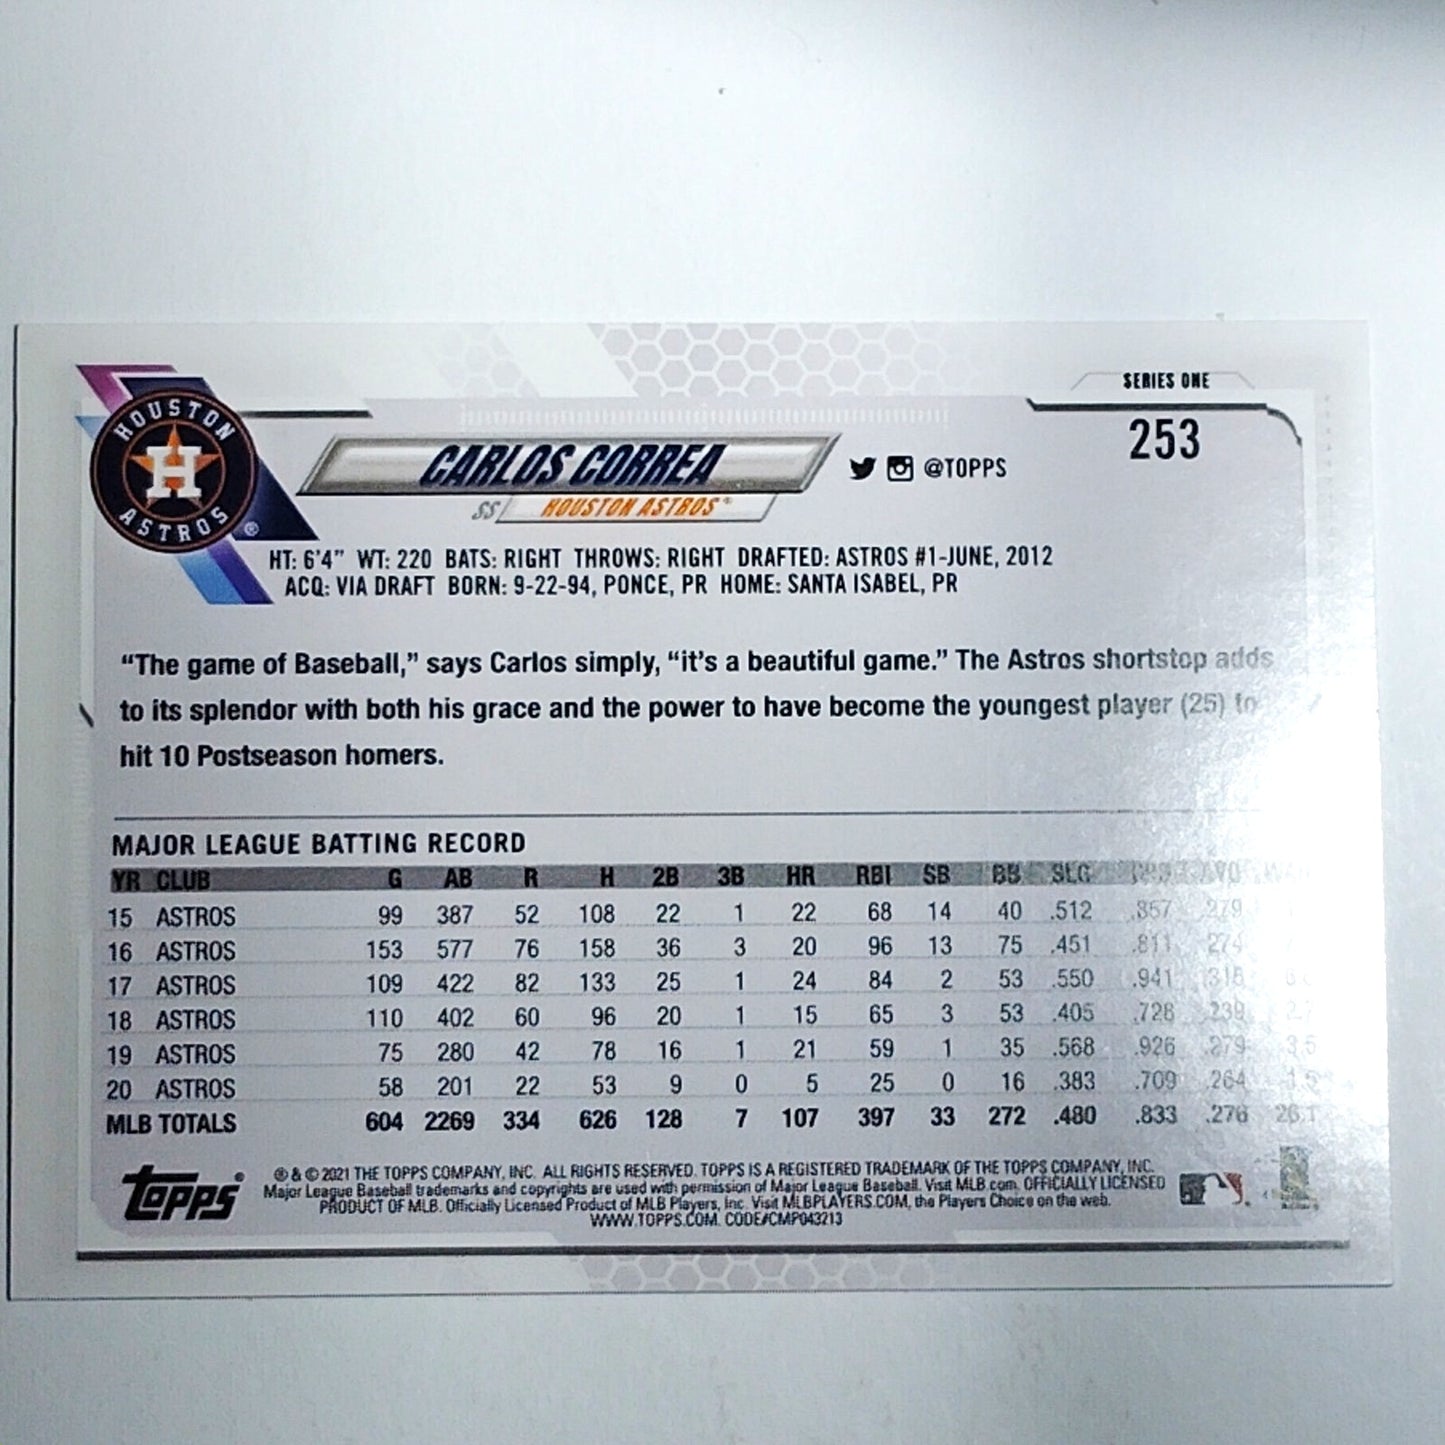 SERIES ONE
253
HOUSTON ASTROS ®
CARLOS CORREA
@TOPPS
SS HOUSTON ASTROS®
HT: 6'4" WT: 220 BATS: RIGHT THROWS: RIGHT DRAFTED: ASTROS #1-JUNE, 2012
ACQ: VIA DRAFT BORN: 9-22-94, PONCE, PR HOME: SANTA ISABEL, PR
“The game of Baseball,” says Carlos simply, “it’s a beautiful game.” The Astros shortstop adds
to its splendor with both his grace and the power to have become the youngest player (25) to
hit 10 Postseason homers.
MAJOR LEAGUE BATTING RECORD
YR CLUB G AB R H 2B 3B HR RBI SB BB SLG
15 ASTROS 99 387 52 108 22 1 22 68 14 40 .512 .857 .279
16 ASTROS 153 577 76 158 36 3 20 96 13 75 .451 .811 .274
17 ASTROS 109 422 82 133 25 1 24 84 2 53 .550 .941
18 ASTROS 110 402 60 96 20 1 15 65 3 53 .405 .728 .239
19 ASTROS 75 280 42 78 16 1 21 59 1 35 .568 .926 .279 3.5
20 ASTROS 58 201 22 53 9 0 5 25 0 16 .383 .709 .264
MLB TOTALS 604 2269 334 626 128 7 107 397 33 272 .480 .833 .276 26.1
topps®
® & © 2021 THE TOPPS COMPANY, INC. ALL RIGHTS RESERVED. TOPPS IS A REGISTERED TRADEMARK OF THE TOPPS COMPANY, INC.
Major League Baseball trademarks and copyrights are used with permission of Major League Baseball. Visit MLB.com. OFFICIALLY LICENSED
PRODUCT OF MLB. Officially Licensed Product of MLB Players, Inc. Visit MLBPLAYERS.COM, the Players Choice on the web.
WWW.TOPPS.COM. CODE#CMP043213